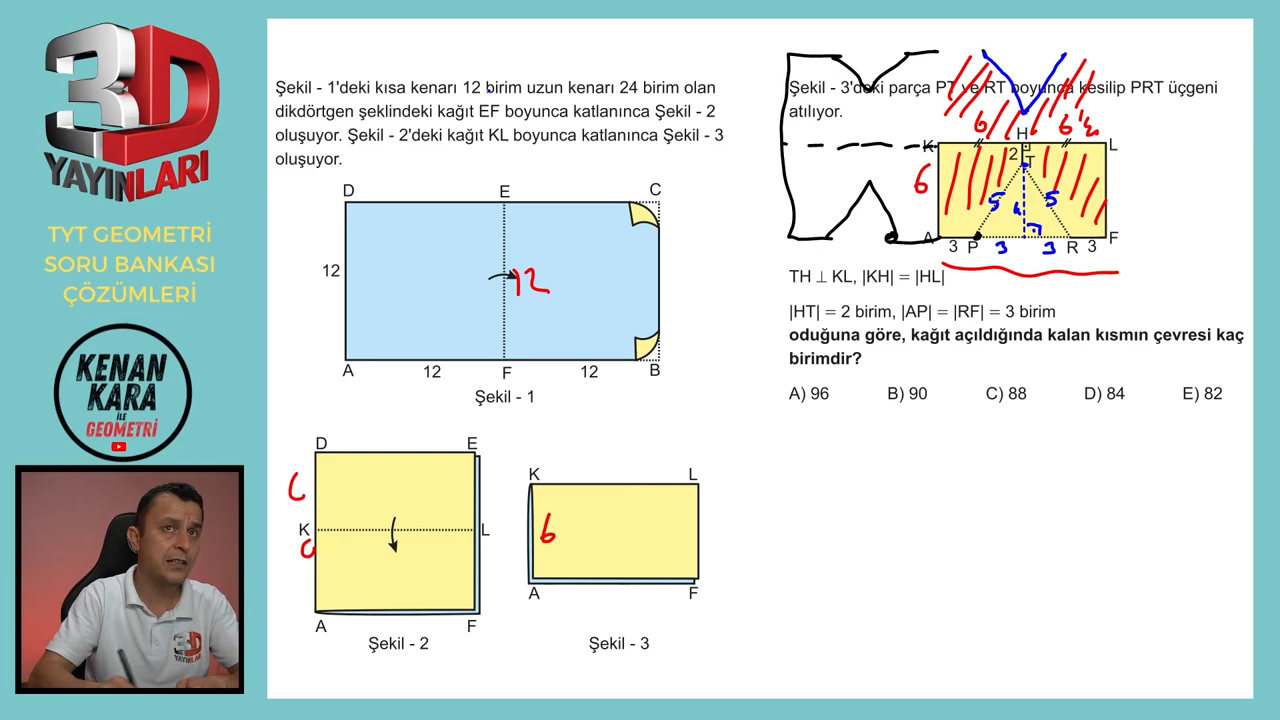 3D
YAYINLARI
TYT GEOMETRİ
SORU BANKASI
ÇÖZÜMLERİ
KENAN
KARA
İLE
GEOMETRİ
3D
YAYINLARI
Şekil - 1'deki kısa kenarı 12 birim uzun kenarı 24 birim olan
dikdörtgen şeklindeki kağıt EF boyunca katlanınca Şekil - 2
oluşuyor. Şekil - 2'deki kağıt KL boyunca katlanınca Şekil - 3
oluşuyor.
D E C
12 12
A 12 F 12 B
Şekil - 1
D E
6
K L
6
A F
Şekil - 2
K L
6
A F
Şekil - 3
Şekil - 3'deki parça PT ve RT boyunca kesilip PRT üçgeni
atılıyor.
6 6
K H L
2 T
6
5 4 5
A 3 P 3 3 R 3 F
TH ⊥ KL, |KH| = |HL|
|HT| = 2 birim, |AP| = |RF| = 3 birim
oduğuna göre, kağıt açıldığında kalan kısmın çevresi kaç
birimdir?
A) 96 B) 90 C) 88 D) 84 E) 82